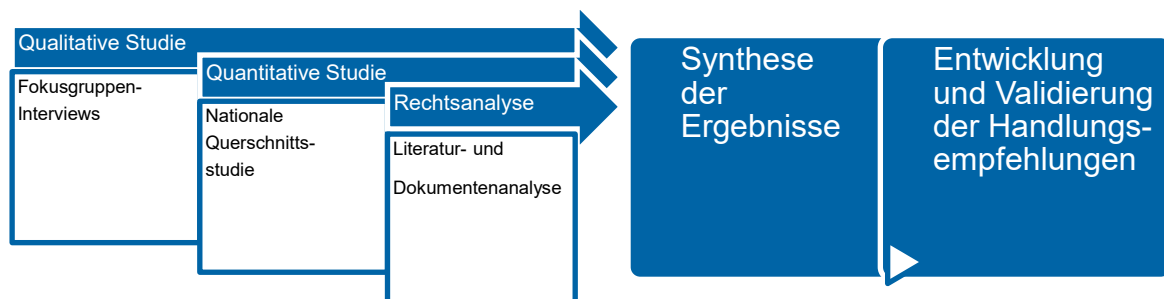 Qualitative Studie
Fokusgruppen-
Interviews
Quantitative Studie
Nationale
Querschnitts-
studie
Rechtsanalyse
Literatur- und
Dokumentenanalyse
Synthese
der
Ergebnisse
Entwicklung
und Validierung
der Handlungs-
empfehlungen